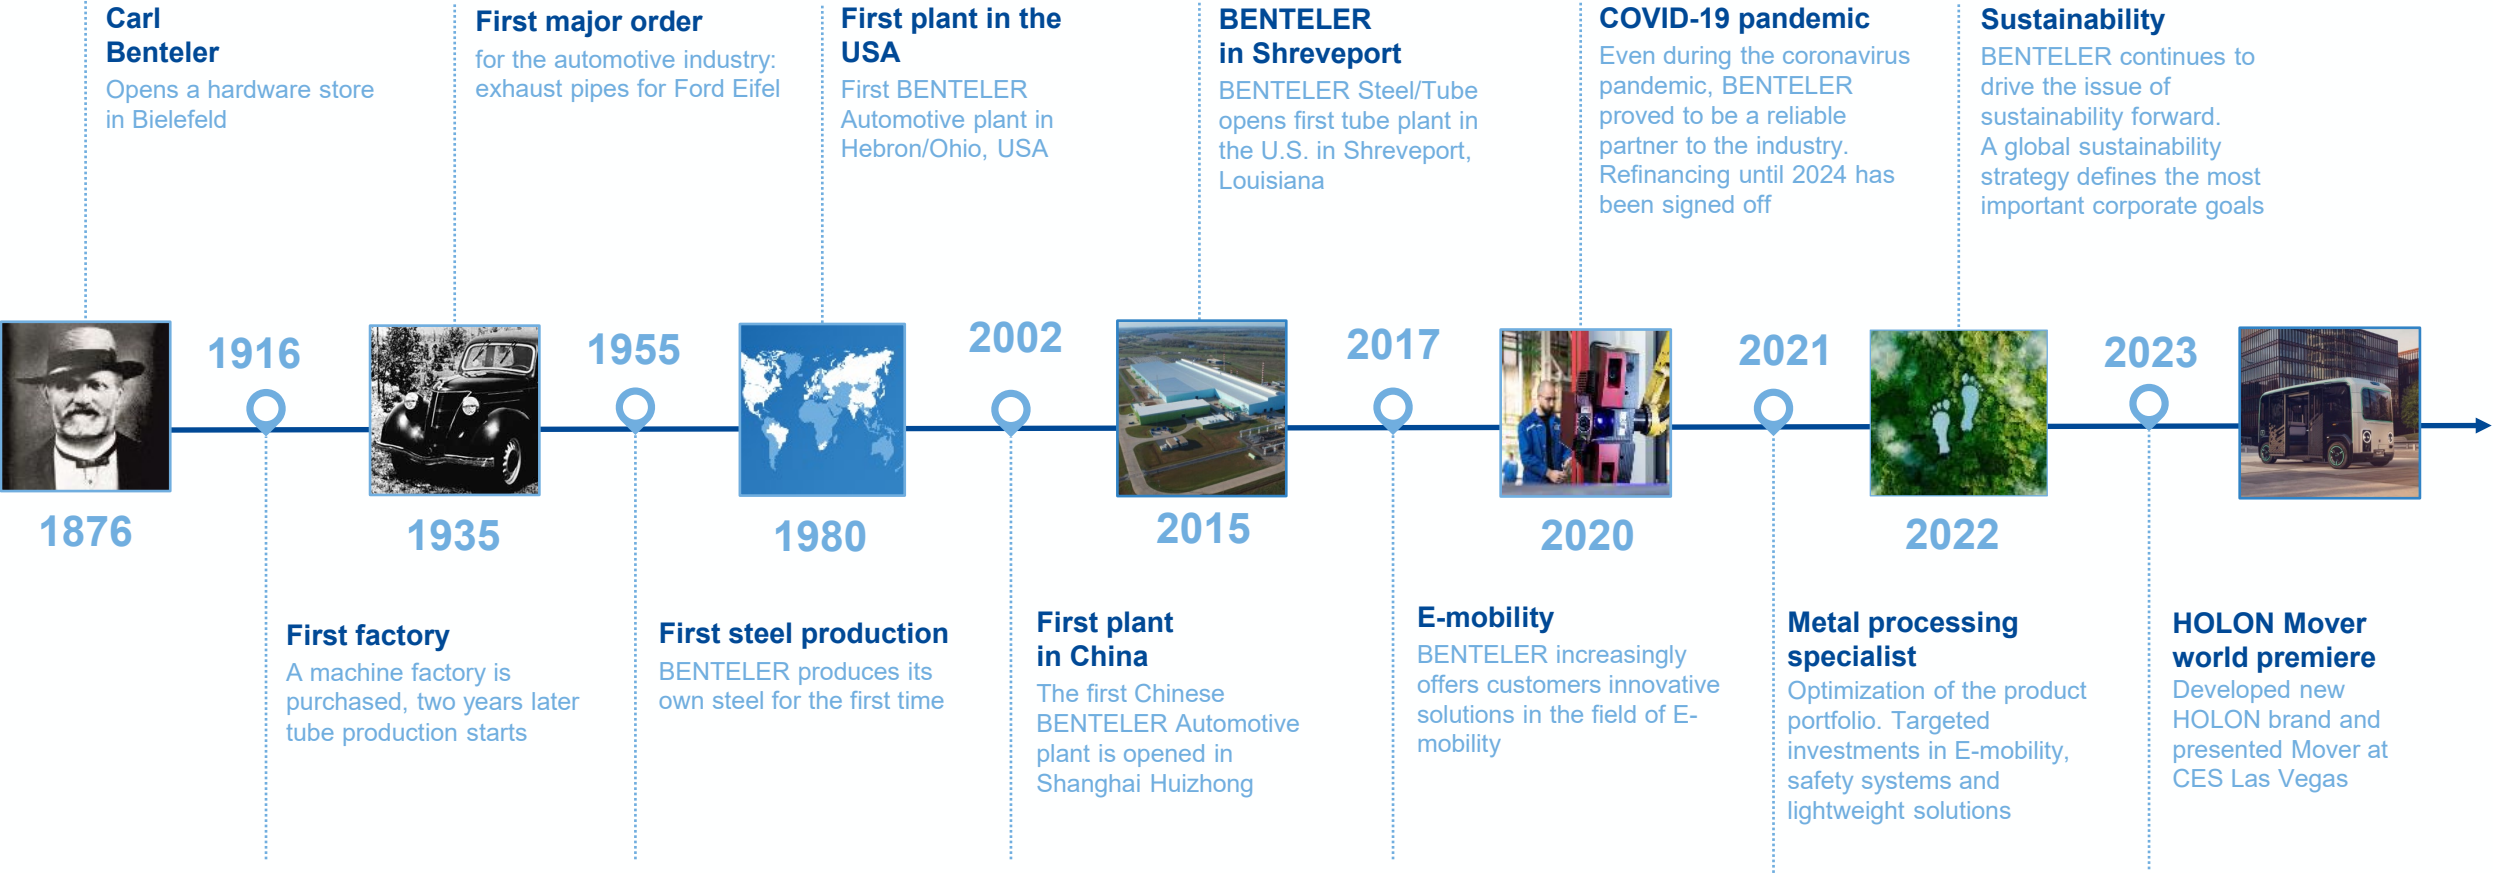 Carl
Benteler
Opens a hardware store
in Bielefeld
First major order
for the automotive industry:
exhaust pipes for Ford Eifel
First plant in the
USA
First BENTELER
Automotive plant in
Hebron/Ohio, USA
BENTELER
in Shreveport
BENTELER Steel/Tube
opens first tube plant in
the U.S. in Shreveport,
Louisiana
COVID-19 pandemic
Even during the coronavirus
pandemic, BENTELER
proved to be a reliable
partner to the industry.
Refinancing until 2024 has
been signed off
Sustainability
BENTELER continues to
drive the issue of
sustainability forward.
A global sustainability
strategy defines the most
important corporate goals
1916
1955
2002
2017
2021
2023
1876
1935
1980
2015
2020
2022
First factory
A machine factory is
purchased, two years later
tube production starts
First steel production
BENTELER produces its
own steel for the first time
First plant
in China
The first Chinese
BENTELER Automotive
plant is opened in
Shanghai Huizhong
E-mobility
BENTELER increasingly
offers customers innovative
solutions in the field of E-
mobility
Metal processing
specialist
Optimization of the product
portfolio. Targeted
investments in E-mobility,
safety systems and
lightweight solutions
HOLON Mover
world premiere
Developed new
HOLON brand and
presented Mover at
CES Las Vegas